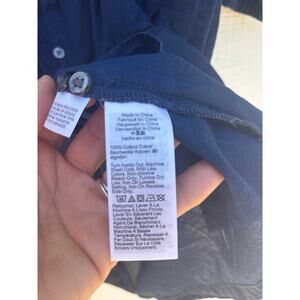 Made In China
Fabriqué En Chine
Hergestellt in China
Vervaardigd In China
hecho en china
100% Cotton/ Coton/
Baumwolle/ Katoen/ 綿/
algodón
Turn Inside Out, Machine
Wash Cold, With Like
Colors, Non-chlorine
Bleach Only, Tumble Dry
Low, Iron On Lowest
Setting, Iron On Reverse
Side Only.
Retourner, Laver À La
Machine À L'eau Froide,
Laver En Séparant Les
Couleurs, Seulement
Agent De Blanchiment
Non-chlore, Sécher À La
Machine À Basse
Température, Repasser À
Fer Doux Si Nécessaire,
Repasser Sur Le Côté
Envers Uniquement.